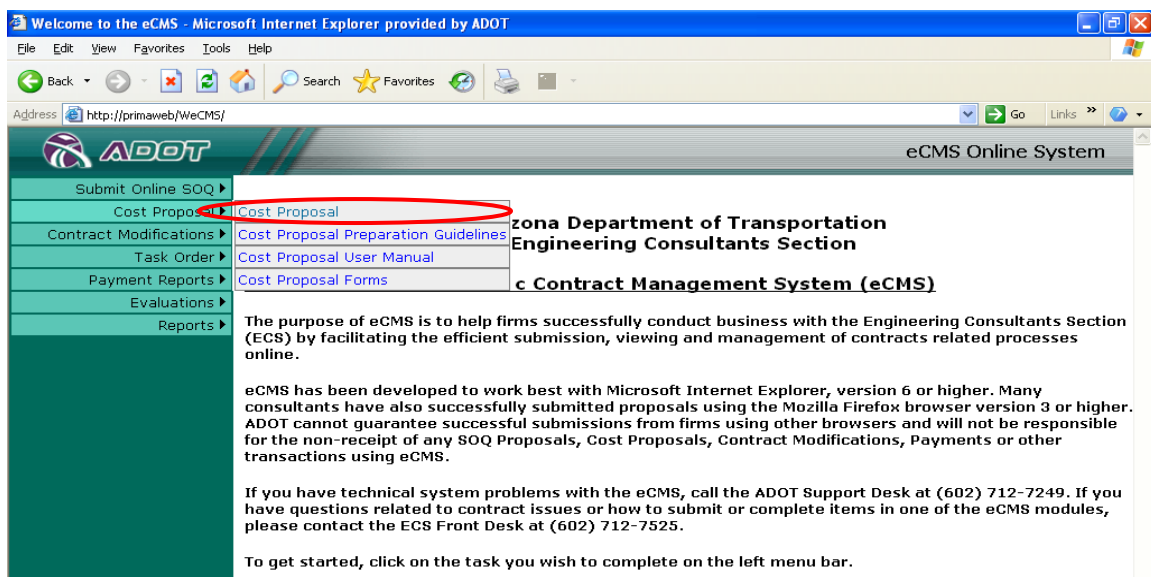 Welcome to the eCMS - Microsoft Internet Explorer provided by ADOT
File Edit View Favorites Tools Help
Back Search Favorites
Address http://primaweb/WeCMS/ Go Links »
ADOT eCMS Online System
Submit Online SOQ
Cost Proposal
Contract Modifications
Task Order
Payment Reports
Evaluations
Reports
Cost Proposal
Cost Proposal Preparation Guidelines
Cost Proposal User Manual
Cost Proposal Forms
zona Department of Transportation
Engineering Consultants Section
c Contract Management System (eCMS)
The purpose of eCMS is to help firms successfully conduct business with the Engineering Consultants Section
(ECS) by facilitating the efficient submission, viewing and management of contracts related processes
online.
eCMS has been developed to work best with Microsoft Internet Explorer, version 6 or higher. Many
consultants have also successfully submitted proposals using the Mozilla Firefox browser version 3 or higher.
ADOT cannot guarantee successful submissions from firms using other browsers and will not be responsible
for the non-receipt of any SOQ Proposals, Cost Proposals, Contract Modifications, Payments or other
transactions using eCMS.
If you have technical system problems with the eCMS, call the ADOT Support Desk at (602) 712-7249. If you
have questions related to contract issues or how to submit or complete items in one of the eCMS modules,
please contact the ECS Front Desk at (602) 712-7525.
To get started, click on the task you wish to complete on the left menu bar.